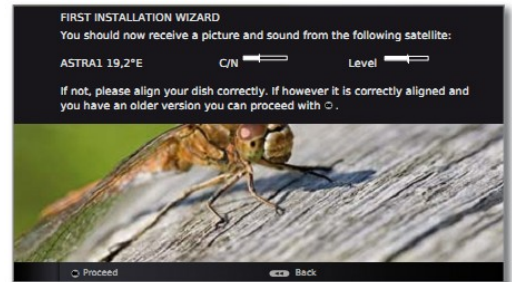 FIRST INSTALLATION WIZARD
You should now receive a picture and sound from the following satellite:
ASTRA1 19,2°E C/N Level
If not, please align your dish correctly. If however it is correctly aligned and
you have an older version you can proceed with .
Proceed Back